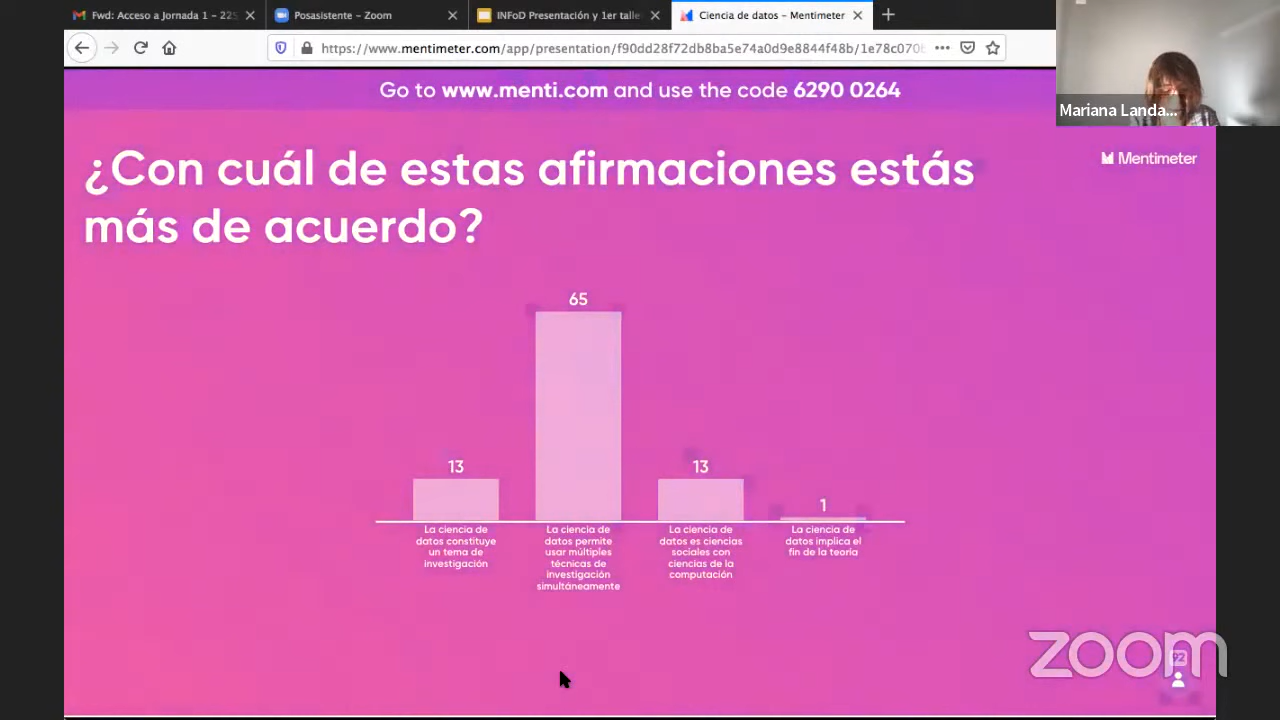 Fwd: Acceso a Jornada 1 – 22S
Posasistente – Zoom
INFoD Presentación y 1er talle
Ciencia de datos – Mentimeter
https://www.mentimeter.com/app/presentation/f90dd28f72db8ba5e74a0d9e8844f48b/1e78c070
Go to www.menti.com and use the code 6290 0264
Mariana Landa...
Mentimeter
¿Con cuál de estas afirmaciones estás
más de acuerdo?
13
65
13
1
La ciencia de
datos constituye
un tema de
investigación
La ciencia de
datos permite
usar múltiples
técnicas de
investigación
simultáneamente
La ciencia de
datos es ciencias
sociales con
ciencias de la
computación
La ciencia de
datos implica el
fin de la teoría
zoom
92